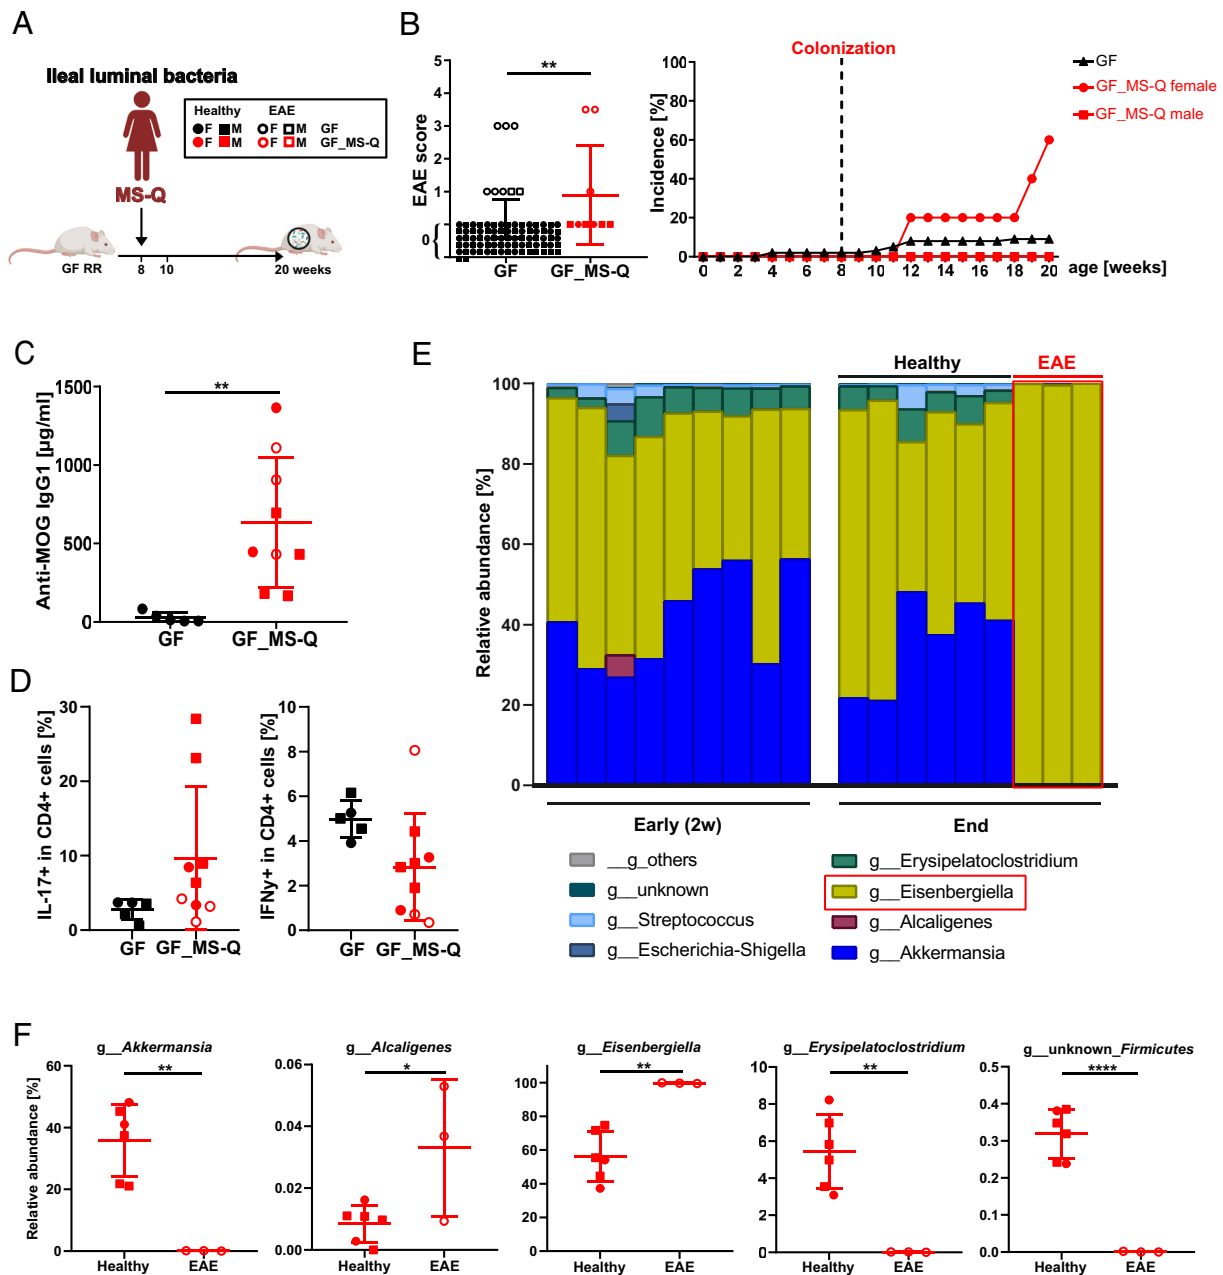 A
Ileal luminal bacteria
Healthy EAE
F M F M GF
F M F M GF_MS-Q
MS-Q
GF RR
8 10 20 weeks
B
EAE score
5
4
3
2
1
0{
**
GF GF_MS-Q
Colonization
Incidence [%]
100
80
60
40
20
0
0 2 4 6 8 10 12 14 16 18 20
age [weeks]
GF
GF_MS-Q female
GF_MS-Q male
C
Anti-MOG IgG1 [µg/ml]
1500
1000
500
0
**
GF GF_MS-Q
D
IL-17+ in CD4+ cells [%]
30
20
10
0
GF GF_MS-Q
IFNγ+ in CD4+ cells [%]
10
8
6
4
2
0
GF GF_MS-Q
E
Healthy EAE
Relative abundance [%]
100
80
60
40
20
0
Early (2w) End
__g_others
g__unknown
g__Streptococcus
g__Escherichia-Shigella
g__Erysipelatoclostridium
g__Eisenbergiella
g__Alcaligenes
g__Akkermansia
F
Relative abundance [%]
g__Akkermansia
**
60
40
20
0
Healthy EAE
g__Alcaligenes
*
0.06
0.04
0.02
0.00
Healthy EAE
g__Eisenbergiella
**
100
80
60
40
20
0
Healthy EAE
g__Erysipelatoclostridium
**
10
8
6
4
2
0
Healthy EAE
g__unknown_Firmicutes
****
0.5
0.4
0.3
0.2
0.1
0.0
Healthy EAE